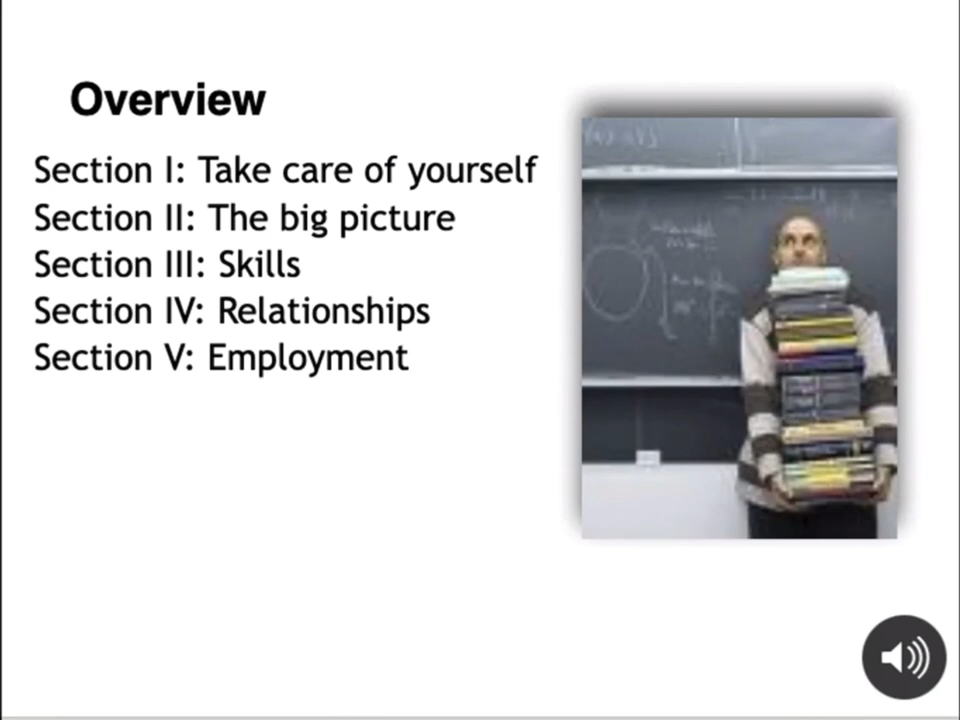 Overview
Section I: Take care of yourself
Section II: The big picture
Section III: Skills
Section IV: Relationships
Section V: Employment